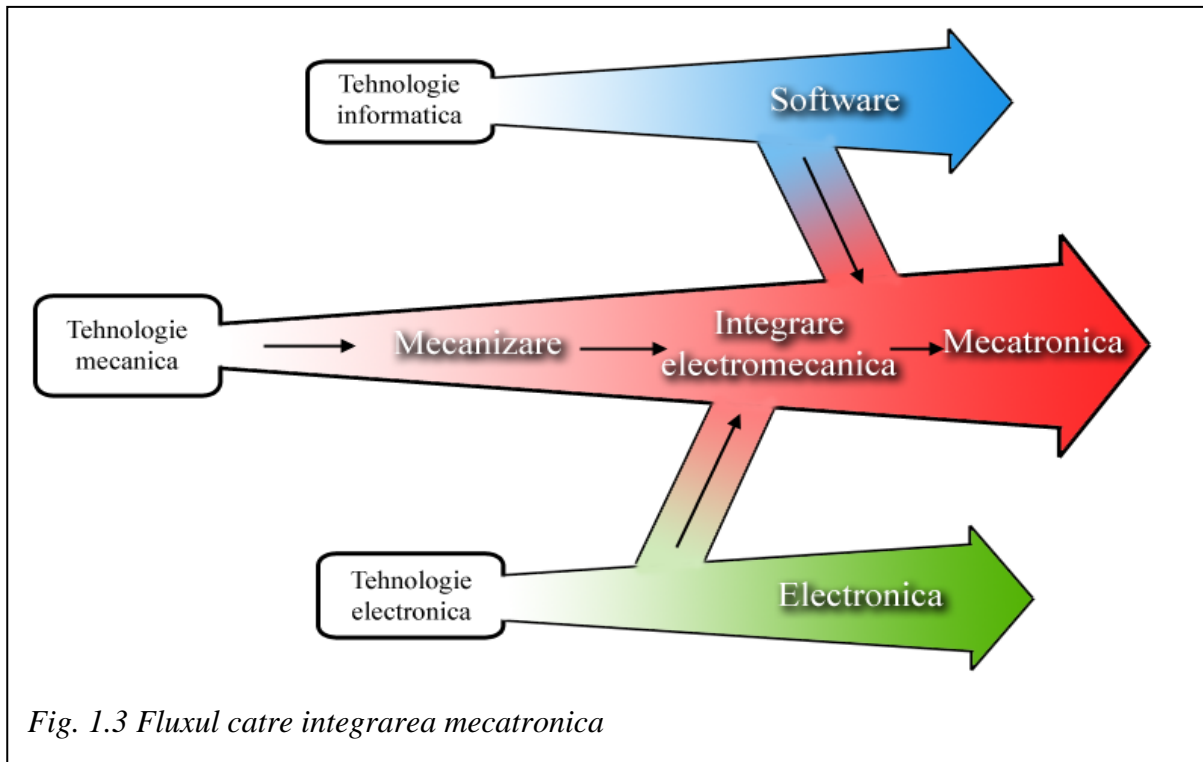 Tehnologie
informatica
Software
Tehnologie
mecanica
Mecanizare
Integrare
electromecanica
Mecatronica
Tehnologie
electronica
Electronica
Fig. 1.3 Fluxul catre integrarea mecatronica